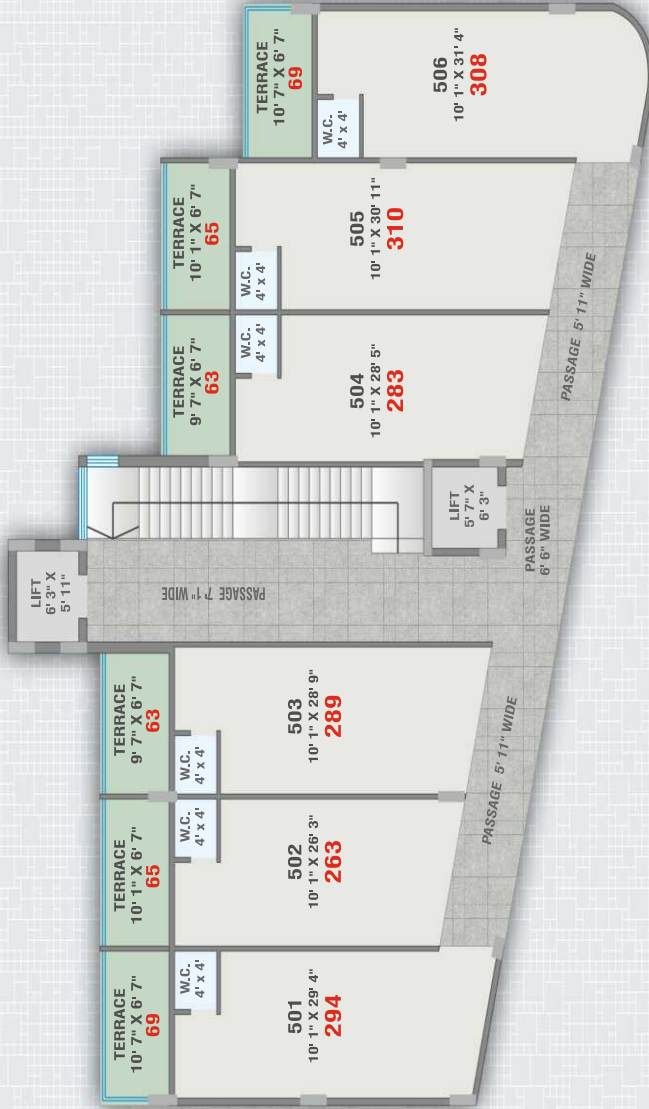 TERRACE
10' 7" X 6' 7"
69
W.C.
4' x 4'
506
10' 1" X 31' 4"
308
TERRACE
10' 1" X 6' 7"
65
W.C.
4' x 4'
505
10' 1" X 30' 11"
310
TERRACE
9' 7" X 6' 7"
63
W.C.
4' x 4'
504
10' 1" X 28' 5"
283
PASSAGE 5' 11" WIDE
LIFT
5' 7" X
6' 3"
PASSAGE
6' 6" WIDE
LIFT
6' 3" X
5' 11"
PASSAGE 7' 1" WIDE
TERRACE
9' 7" X 6' 7"
63
W.C.
4' x 4'
503
10' 1" X 28' 9"
289
PASSAGE 5' 11" WIDE
TERRACE
10' 1" X 6' 7"
65
W.C.
4' x 4'
502
10' 1" X 26' 3"
263
TERRACE
10' 7" X 6' 7"
69
W.C.
4' x 4'
501
10' 1" X 29' 4"
294